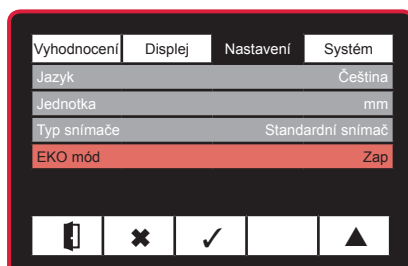 Vyhodnocení Displej Nastavení Systém
Jazyk Čeština
Jednotka mm
Typ snímače Standardní snímač
EKO mód Zap